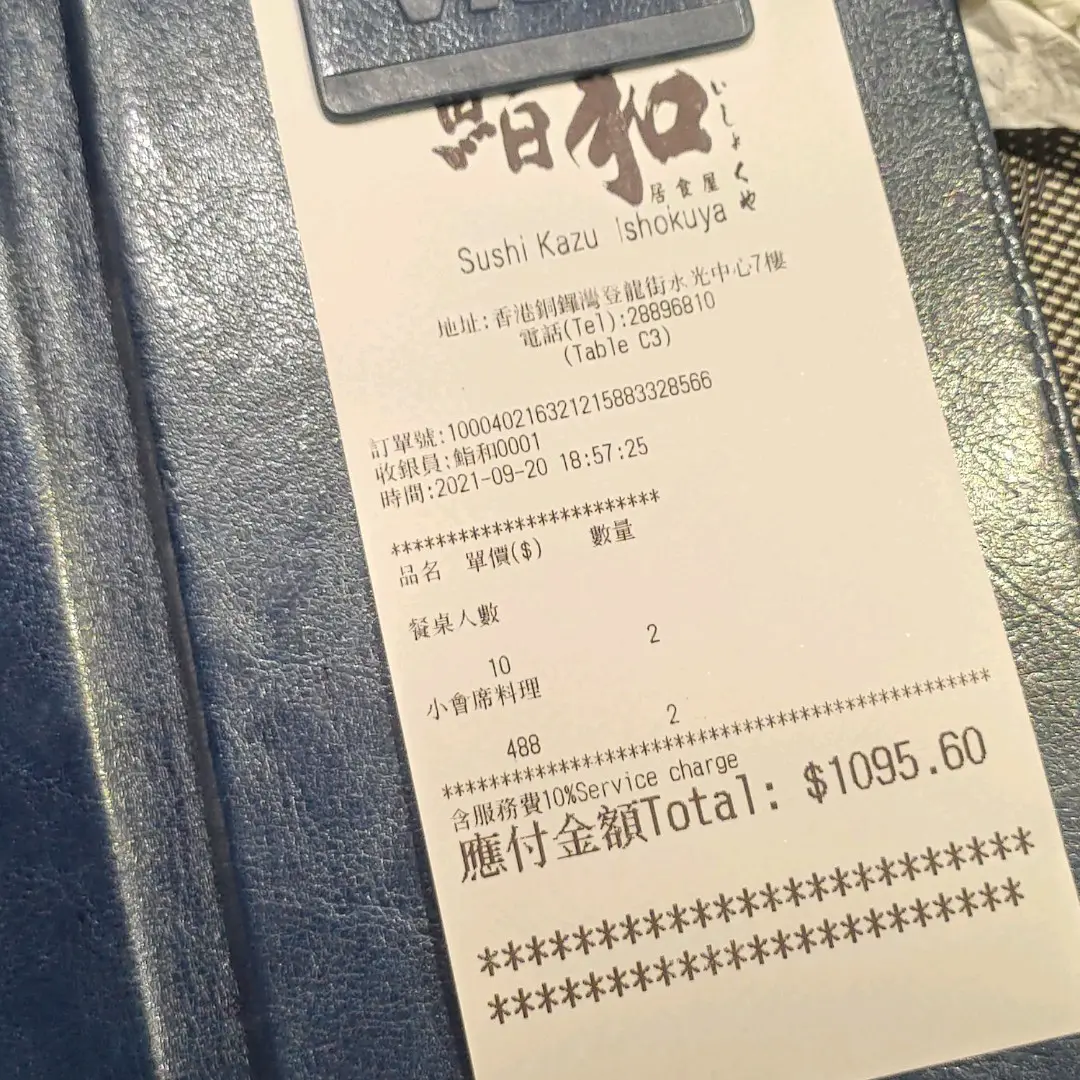 鮨和
いしょくや
居食屋
Sushi Kazu Ishokuya
地址:香港銅鑼灣登龍街永光中心7樓
電話(Tel):28896810
(Table C3)
訂單號:100040216321215883328566
收銀員:鮨和0001
時間:2021-09-20 18:57:25
***********************
品名 單價($) 數量
餐桌人數
10 2
小會席料理
488 2
**********************************************
含服務費10%Service charge
應付金額Total: $1095.60
************************
***********************